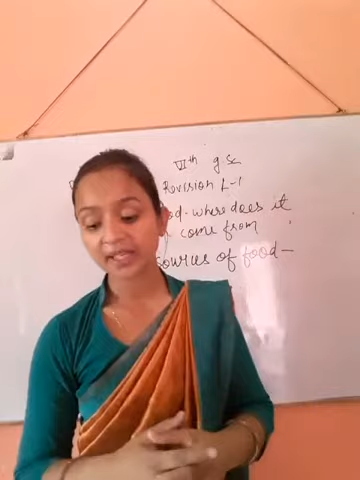 VIth g Sc
Revision L-1
where does it
come from
Sources of food-